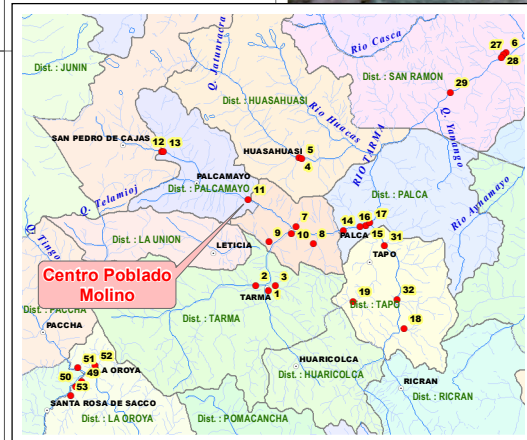 Rio Casca
27
6
28
Dist. : JUNIN
Q. Jatunracra
Dist. : SAN RAMON
29
Dist. : HUASAHUASI
Rio Huacas
Q. Yanango
RIO TARMA
SAN PEDRO DE CAJAS
12
13
HUASAHUASI
5
4
PALCAMAYO
Dist. : PALCAMAYO
11
Dist. : PALCA
Q. Telamioj
Rio Aynamayo
Q. Tingo
Dist. : LA UNION
LETICIA
7
9
10
8
14
16
17
PALCA
15
31
TAPO
Centro Poblado
Molino
Dist. : PACCHA
PACCHA
2
3
1
TARMA
Dist. : TARMA
19
Dist. : TAPO
32
18
51
52
50
49
A OROYA
53
SANTA ROSA DE SACCO
Dist. : LA OROYA
HUARICOLCA
Dist. : HUARICOLCA
RICRAN
Dist. : RICRAN
Dist. : POMACANCHA